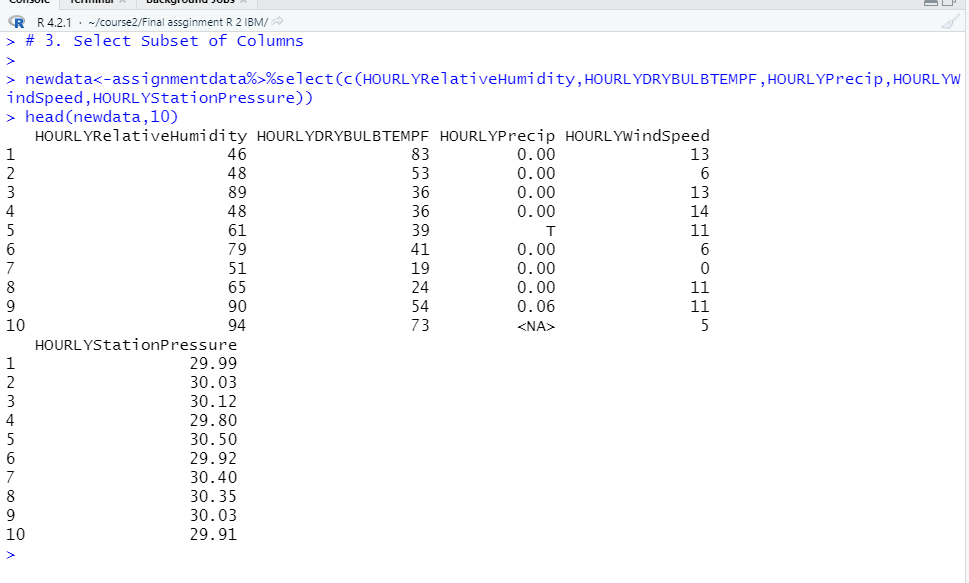 Console Terminal × Background Jobs ×
R 4.2.1 · ~/course2/Final assginment R 2 IBM/
> # 3. Select Subset of Columns
>
> newdata<-assignmentdata%>%select(c(HOURLYRelativeHumidity,HOURLYDRYBULBTEMPF,HOURLYPrecip,HOURLYW
indSpeed,HOURLYStationPressure))
> head(newdata,10)
   HOURLYRelativeHumidity HOURLYDRYBULBTEMPF HOURLYPrecip HOURLYWindSpeed
1                      46                 83         0.00              13
2                      48                 53         0.00               6
3                      89                 36         0.00              13
4                      48                 36         0.00              14
5                      61                 39            T              11
6                      79                 41         0.00               6
7                      51                 19         0.00               0
8                      65                 24         0.00              11
9                      90                 54         0.06              11
10                     94                 73         <NA>               5
   HOURLYStationPressure
1                  29.99
2                  30.03
3                  30.12
4                  29.80
5                  30.50
6                  29.92
7                  30.40
8                  30.35
9                  30.03
10                 29.91
>